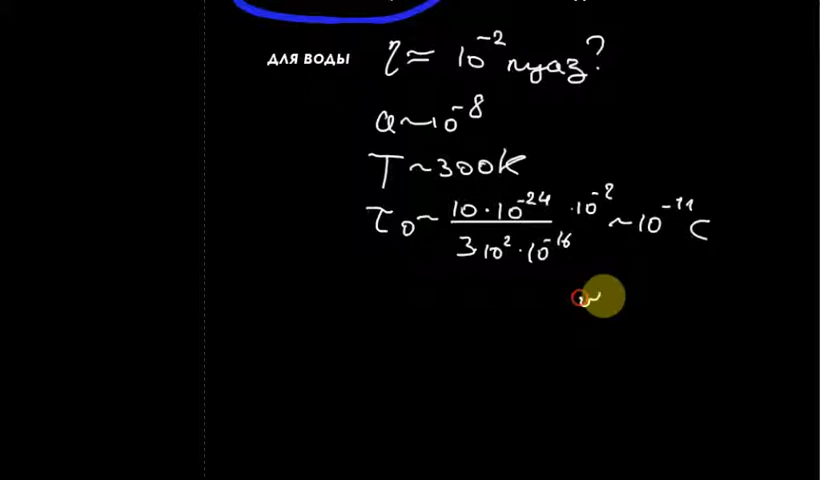 для воды η ≈ 10⁻² пуаз?
a ~ 10⁻⁸
T ~ 300K
τ₀ ~ (10 · 10⁻²⁴)/(3 10² · 10⁻¹⁶) · 10⁻² ~ 10⁻¹¹ с